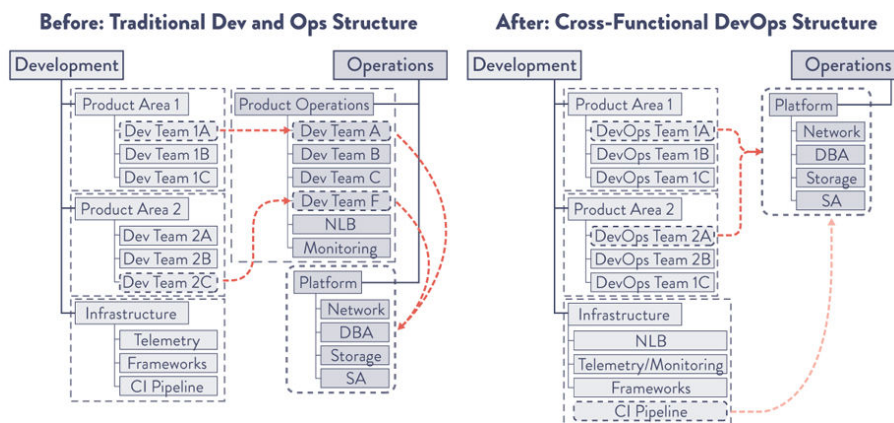 Before: Traditional Dev and Ops Structure
Development
Operations
Product Area 1
Dev Team 1A
Dev Team 1B
Dev Team 1C
Product Area 2
Dev Team 2A
Dev Team 2B
Dev Team 2C
Infrastructure
Telemetry
Frameworks
CI Pipeline
Product Operations
Dev Team A
Dev Team B
Dev Team C
Dev Team F
NLB
Monitoring
Platform
Network
DBA
Storage
SA
After: Cross-Functional DevOps Structure
Development
Operations
Product Area 1
DevOps Team 1A
DevOps Team 1B
DevOps Team 1C
Product Area 2
DevOps Team 2A
DevOps Team 2B
DevOps Team 1C
Infrastructure
NLB
Telemetry/Monitoring
Frameworks
CI Pipeline
Platform
Network
DBA
Storage
SA